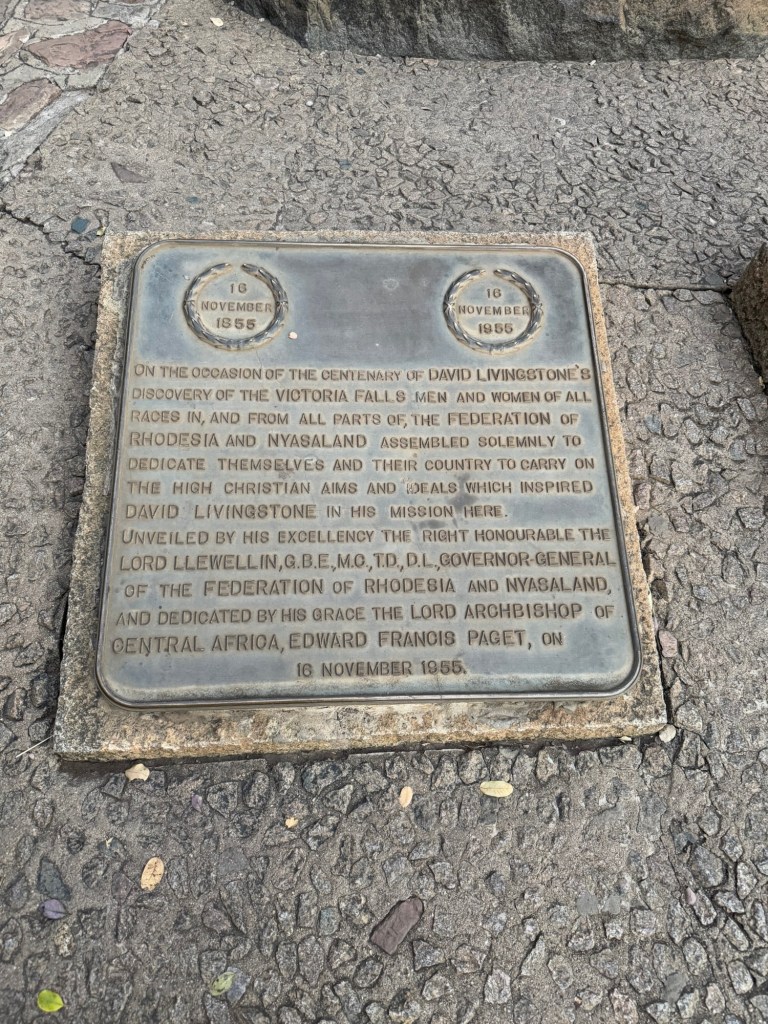 16
NOVEMBER
1855
16
NOVEMBER
1955
ON THE OCCASION OF THE CENTENARY OF DAVID LIVINGSTONE'S
DISCOVERY OF THE VICTORIA FALLS MEN AND WOMEN OF ALL
RACES IN, AND FROM ALL PARTS OF, THE FEDERATION OF
RHODESIA AND NYASALAND ASSEMBLED SOLEMNLY TO
DEDICATE THEMSELVES AND THEIR COUNTRY TO CARRY ON
THE HIGH CHRISTIAN AIMS AND IDEALS WHICH INSPIRED
DAVID LIVINGSTONE IN HIS MISSION HERE.
UNVEILED BY HIS EXCELLENCY THE RIGHT HONOURABLE THE
LORD LLEWELLIN, G.B.E., M.C., T.D., D.L., GOVERNOR-GENERAL
OF THE FEDERATION OF RHODESIA AND NYASALAND,
AND DEDICATED BY HIS GRACE THE LORD ARCHBISHOP OF
CENTRAL AFRICA, EDWARD FRANCIS PAGET, ON
16 NOVEMBER 1955.